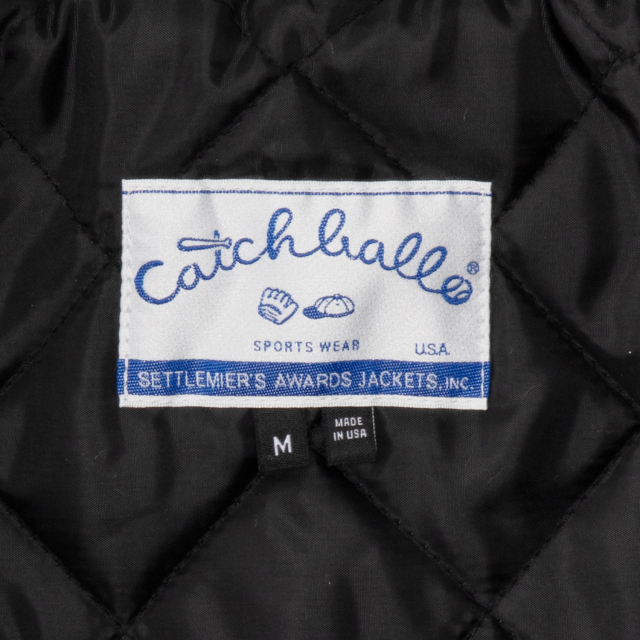 Catchballe®
SPORTS WEAR U.S.A.
SETTLEMIER'S AWARDS JACKETS, INC.
M
MADE
IN USA